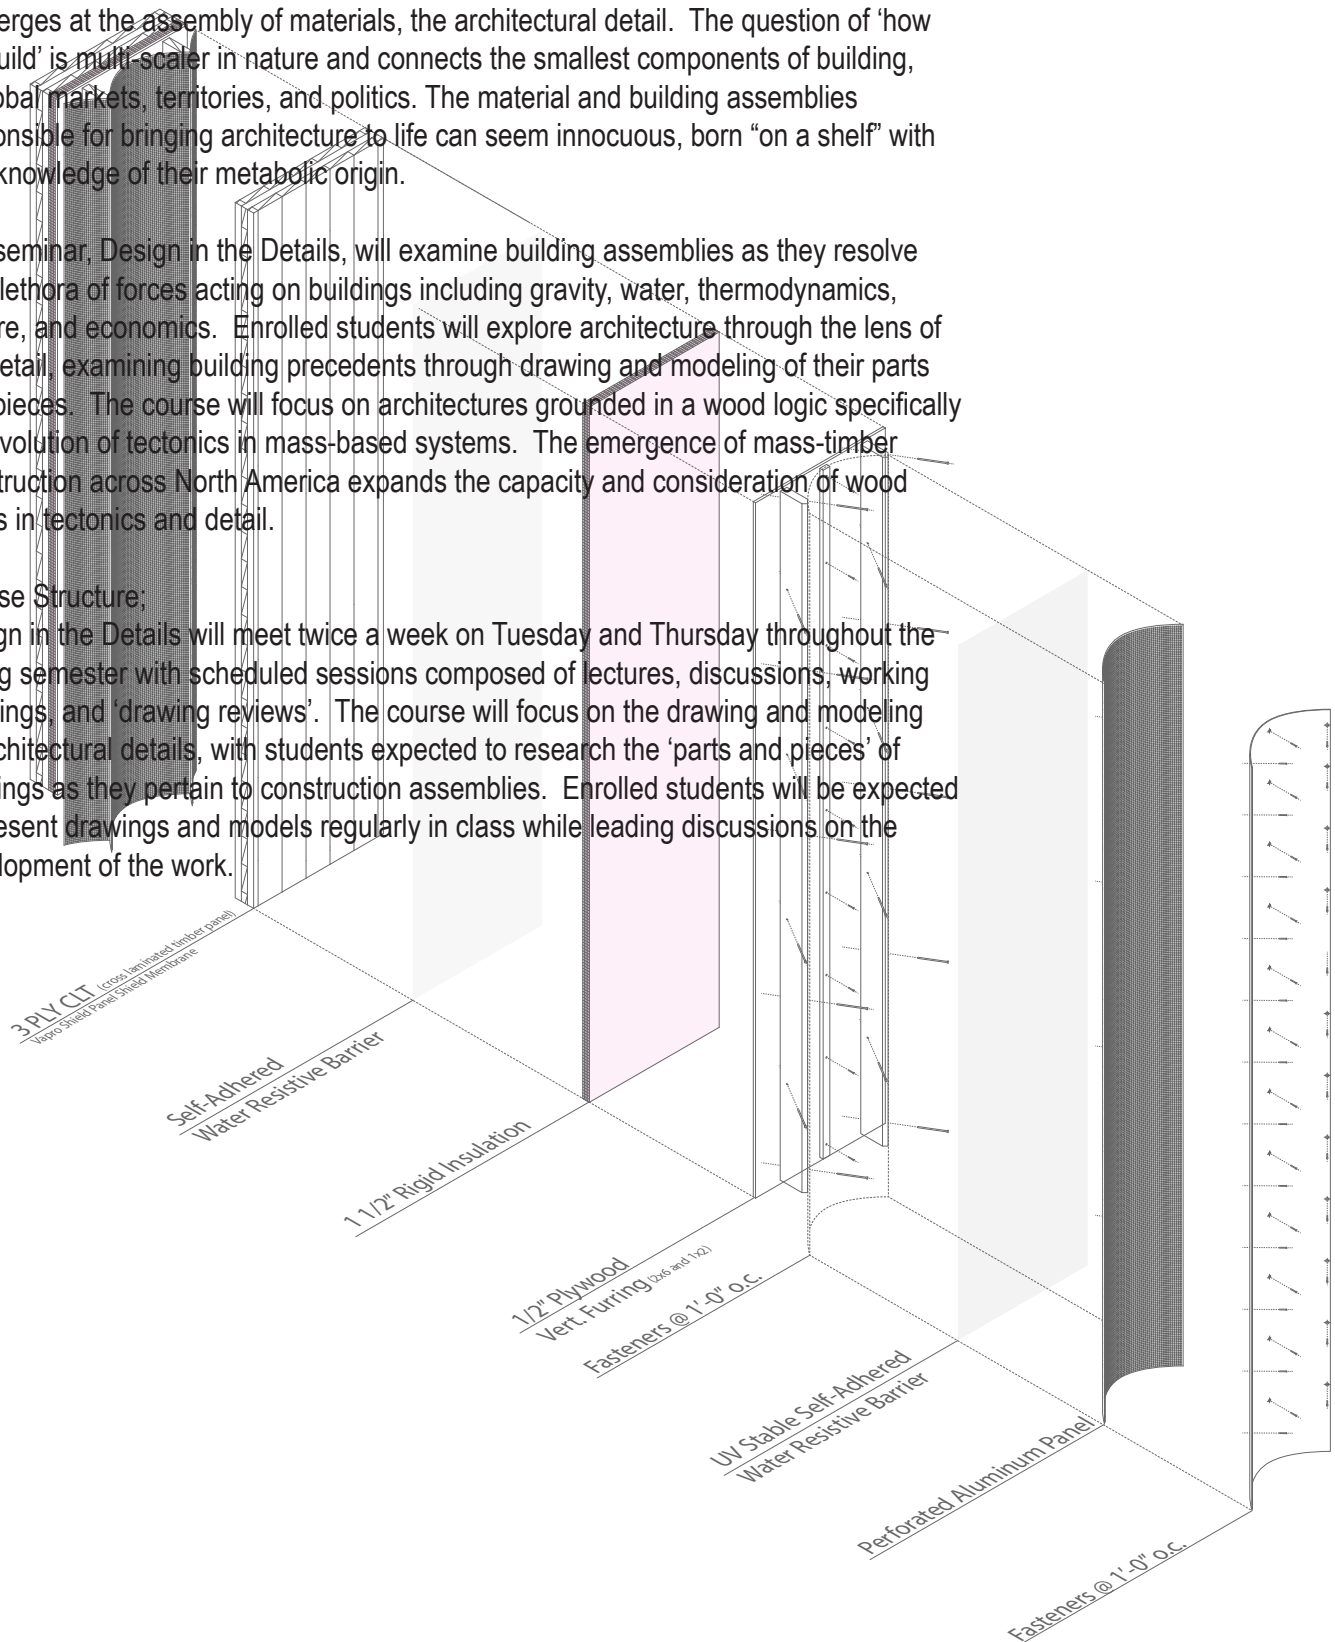 erges at the assembly of materials, the architectural detail.  The question of ‘how
uild’ is multi-scaler in nature and connects the smallest components of building,
obal markets, territories, and politics. The material and building assemblies
onsible for bringing architecture to life can seem innocuous, born “on a shelf” with
knowledge of their metabolic origin.
seminar, Design in the Details, will examine building assemblies as they resolve
lethora of forces acting on buildings including gravity, water, thermodynamics,
re, and economics.  Enrolled students will explore architecture through the lens of
etail, examining building precedents through drawing and modeling of their parts
pieces.  The course will focus on architectures grounded in a wood logic specifically
volution of tectonics in mass-based systems.  The emergence of mass-timber
truction across North America expands the capacity and consideration of wood
s in tectonics and detail.
se Structure;
gn in the Details will meet twice a week on Tuesday and Thursday throughout the
g semester with scheduled sessions composed of lectures, discussions, working
ings, and ‘drawing reviews’.  The course will focus on the drawing and modeling
chitectural details, with students expected to research the ‘parts and pieces’ of
ings as they pertain to construction assemblies.  Enrolled students will be expected
esent drawings and models regularly in class while leading discussions on the
lopment of the work.
3 PLY CLT (cross laminated timber panel)
Vapro Shield Panel Shield Membrane
Self-Adhered
Water Resistive Barrier
1 1/2" Rigid Insulation
1/2" Plywood
Vert. Furring (2x6 and 1x2)
Fasteners @ 1'-0" o.c.
UV Stable Self-Adhered
Water Resistive Barrier
Perforated Aluminum Panel
Fasteners @ 1'-0" o.c.